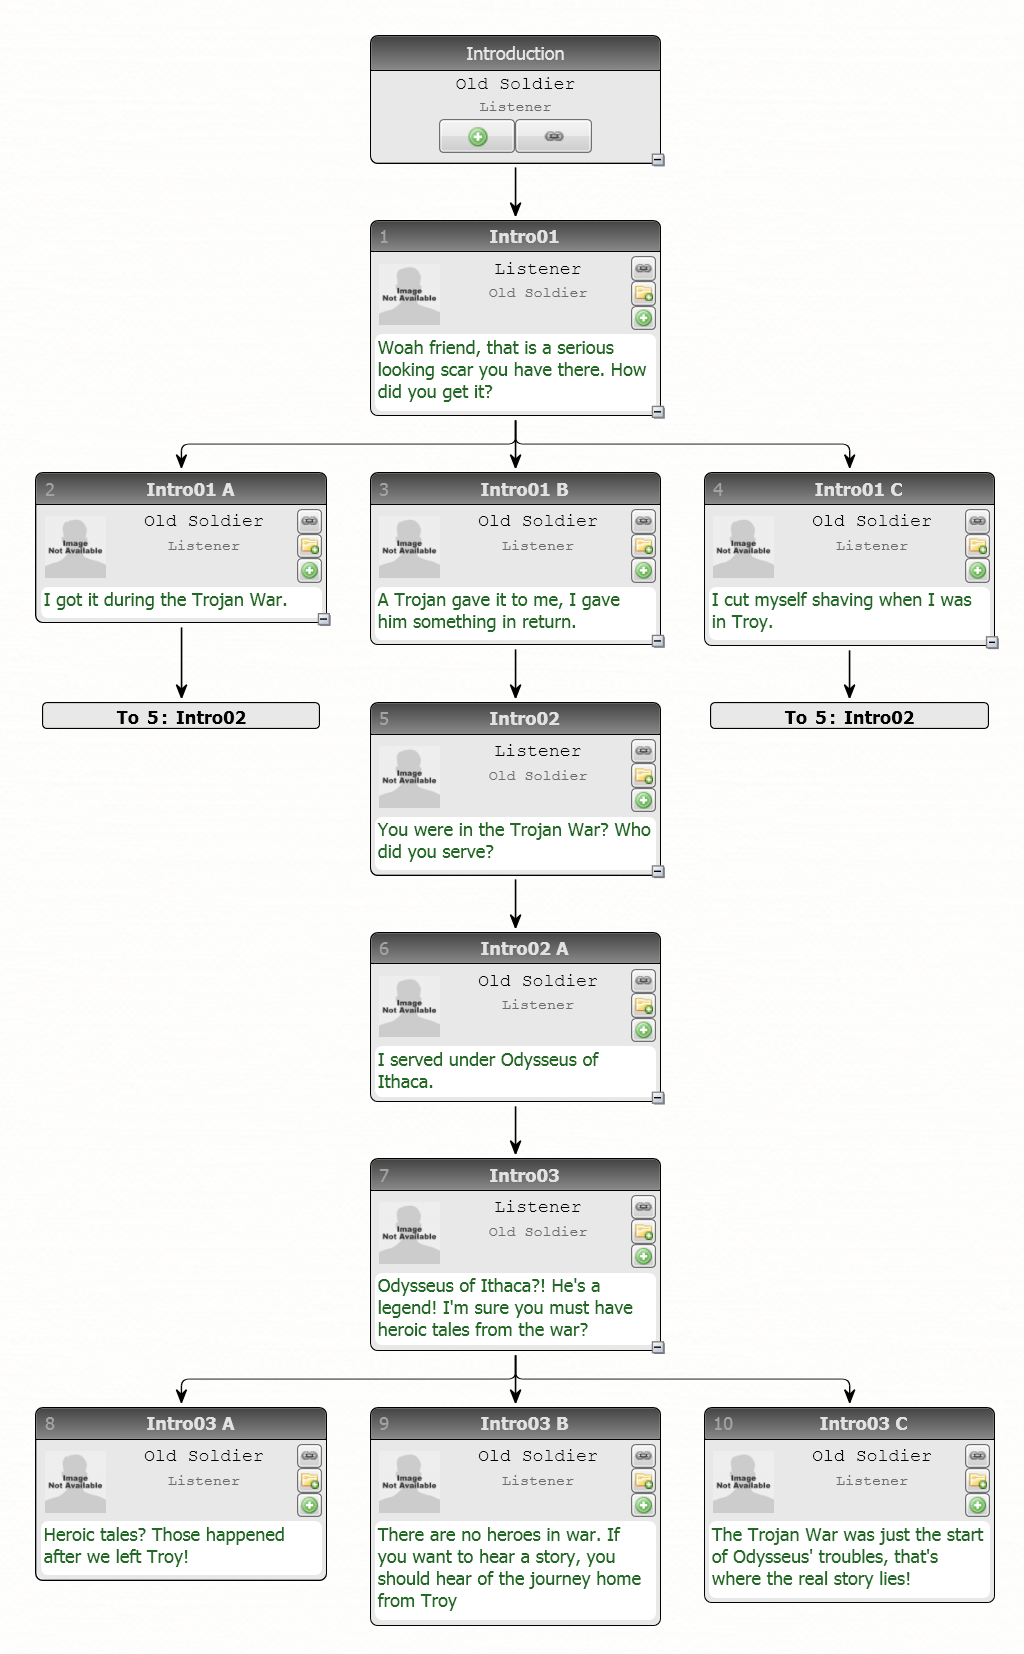 Introduction
Old Soldier
Listener
1
Intro01
Image
Not Available
Listener
Old Soldier
Woah friend, that is a serious
looking scar you have there. How
did you get it?
2
Intro01 A
Image
Not Available
Old Soldier
Listener
I got it during the Trojan War.
3
Intro01 B
Image
Not Available
Old Soldier
Listener
A Trojan gave it to me, I gave
him something in return.
4
Intro01 C
Image
Not Available
Old Soldier
Listener
I cut myself shaving when I was
in Troy.
To 5: Intro02
To 5: Intro02
5
Intro02
Image
Not Available
Listener
Old Soldier
You were in the Trojan War? Who
did you serve?
6
Intro02 A
Image
Not Available
Old Soldier
Listener
I served under Odysseus of
Ithaca.
7
Intro03
Image
Not Available
Listener
Old Soldier
Odysseus of Ithaca?! He's a
legend! I'm sure you must have
heroic tales from the war?
8
Intro03 A
Image
Not Available
Old Soldier
Listener
Heroic tales? Those happened
after we left Troy!
9
Intro03 B
Image
Not Available
Old Soldier
Listener
There are no heroes in war. If
you want to hear a story, you
should hear of the journey home
from Troy
10
Intro03 C
Image
Not Available
Old Soldier
Listener
The Trojan War was just the start
of Odysseus' troubles, that's
where the real story lies!